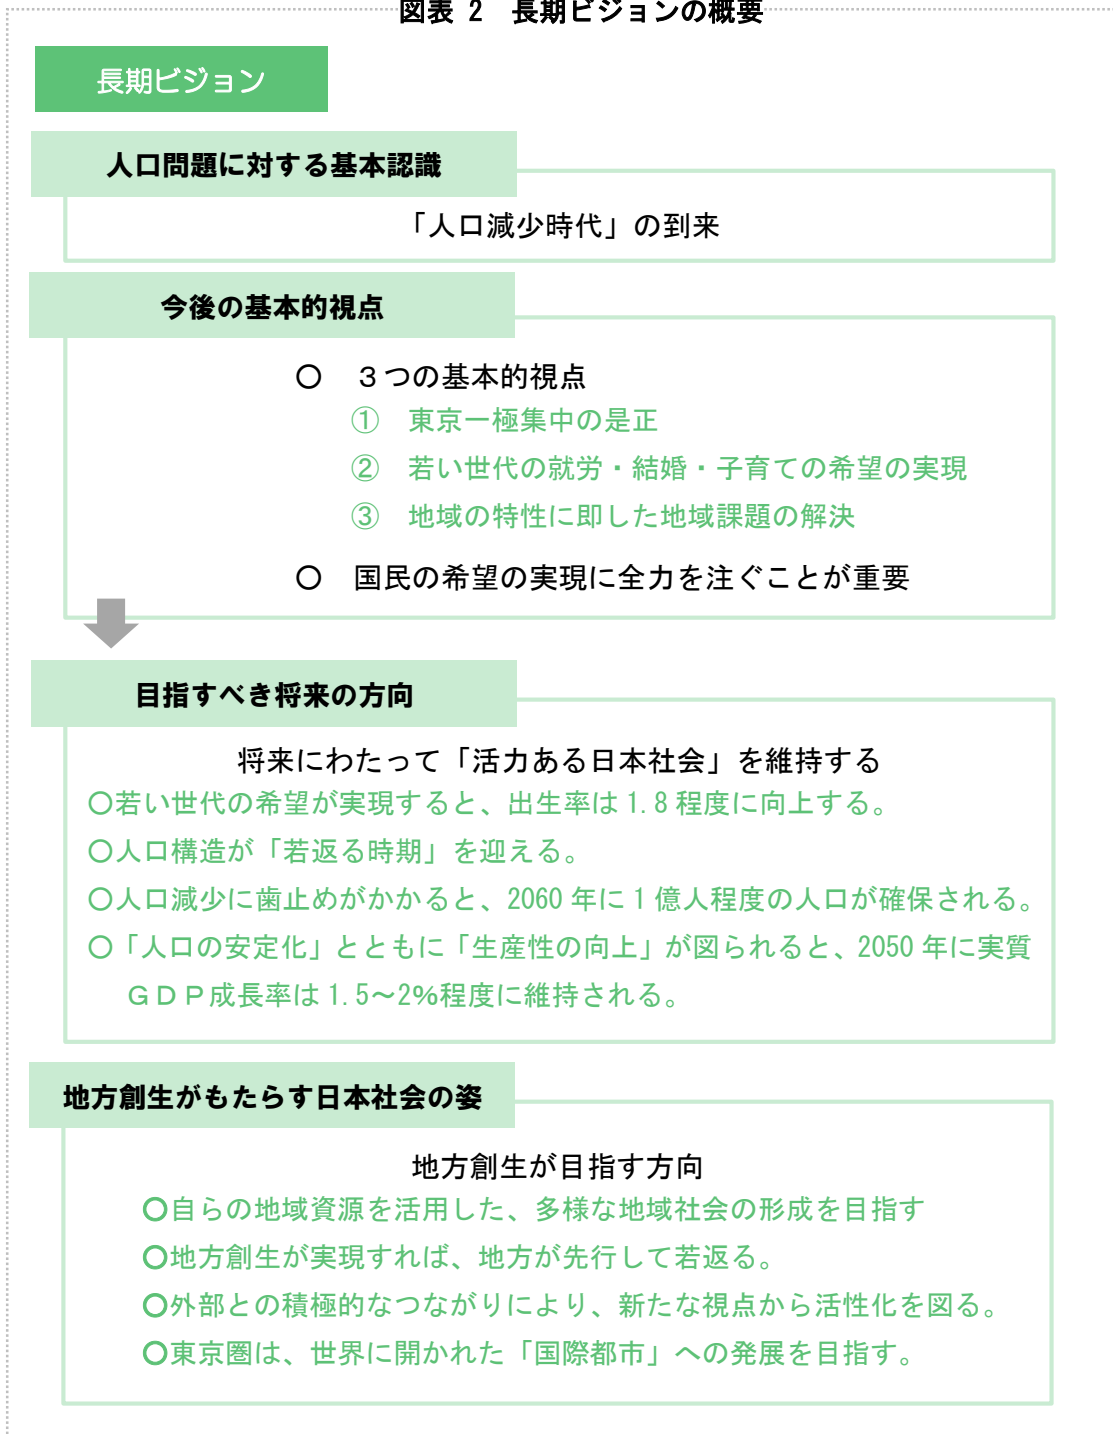 図表 2　長期ビジョンの概要
長期ビジョン
人口問題に対する基本認識
「人口減少時代」の到来
今後の基本的視点
〇　３つの基本的視点
①　東京一極集中の是正
②　若い世代の就労・結婚・子育ての希望の実現
③　地域の特性に即した地域課題の解決
〇　国民の希望の実現に全力を注ぐことが重要
目指すべき将来の方向
将来にわたって「活力ある日本社会」を維持する
〇若い世代の希望が実現すると、出生率は 1.8 程度に向上する。
〇人口構造が「若返る時期」を迎える。
〇人口減少に歯止めがかかると、2060 年に 1 億人程度の人口が確保される。
〇「人口の安定化」とともに「生産性の向上」が図られると、2050 年に実質
ＧＤＰ成長率は 1.5～2%程度に維持される。
地方創生がもたらす日本社会の姿
地方創生が目指す方向
〇自らの地域資源を活用した、多様な地域社会の形成を目指す
〇地方創生が実現すれば、地方が先行して若返る。
〇外部との積極的なつながりにより、新たな視点から活性化を図る。
〇東京圏は、世界に開かれた「国際都市」への発展を目指す。